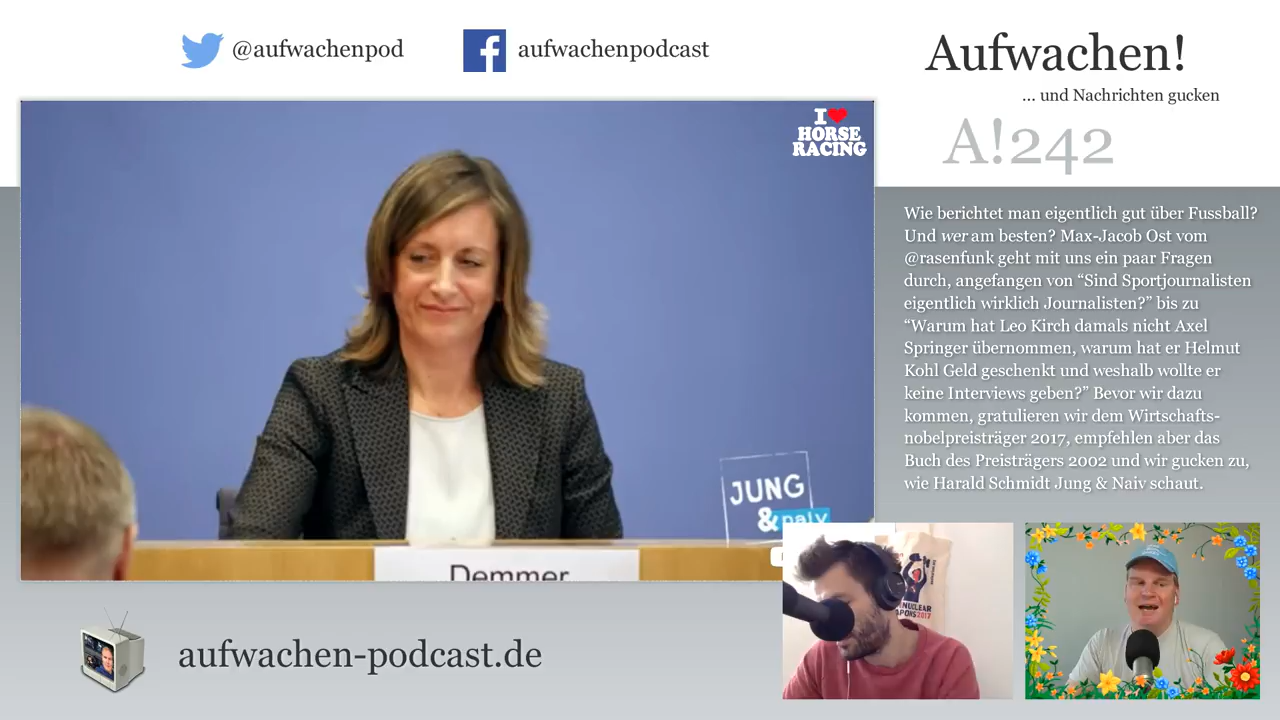 @aufwachenpod
aufwachenpodcast
Aufwachen!
... und Nachrichten gucken
A!242
I
HORSE
RACING
Wie berichtet man eigentlich gut über Fussball?
Und wer am besten? Max-Jacob Ost vom
@rasenfunk geht mit uns ein paar Fragen
durch, angefangen von “Sind Sportjournalisten
eigentlich wirklich Journalisten?” bis zu
“Warum hat Leo Kirch damals nicht Axel
Springer übernommen, warum hat er Helmut
Kohl Geld geschenkt und weshalb wollte er
keine Interviews geben?” Bevor wir dazu
kommen, gratulieren wir dem Wirtschafts-
nobelpreisträger 2017, empfehlen aber das
Buch des Preisträgers 2002 und wir gucken zu,
wie Harald Schmidt Jung & Naiv schaut.
JUNG
& naiv
Demmer
2017
aufwachen-podcast.de